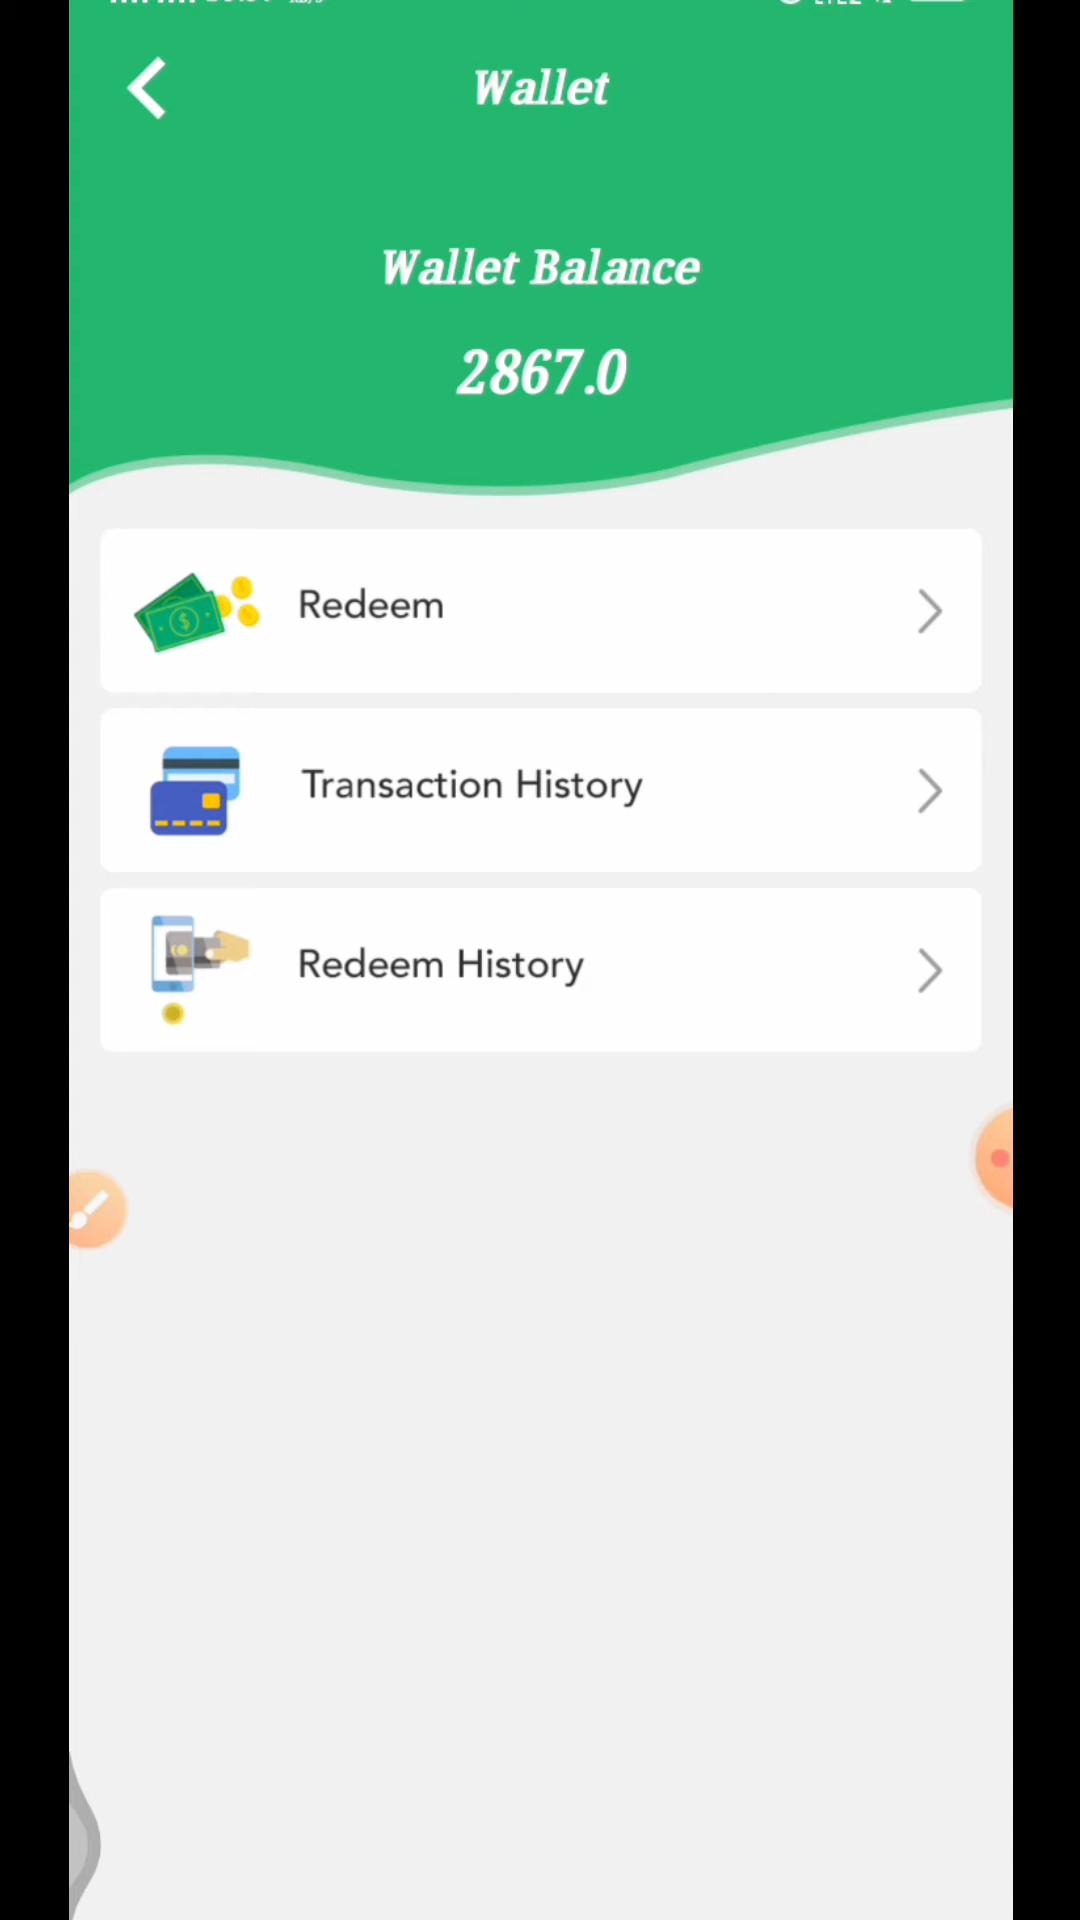 Wallet
Wallet Balance
2867.0
Redeem
Transaction History
Redeem History